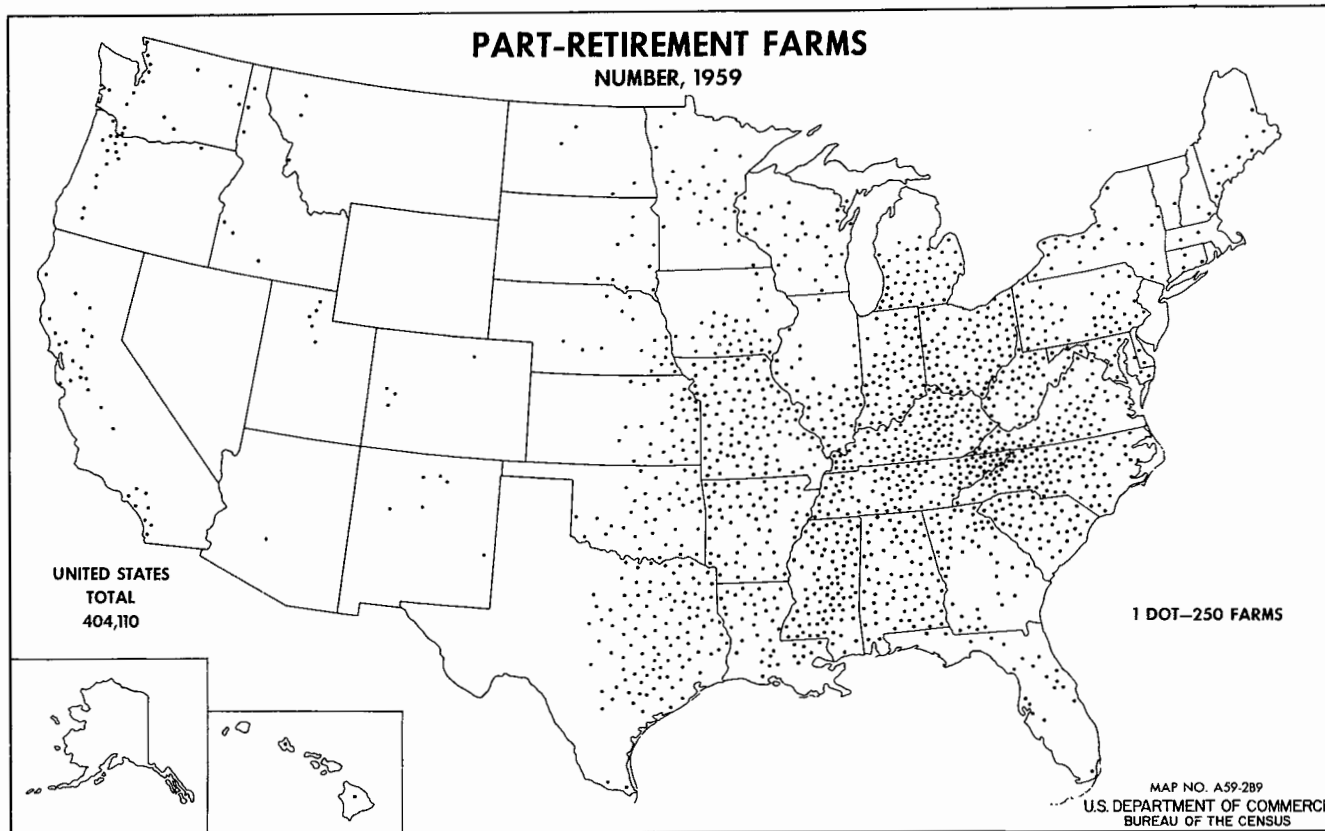 PART-RETIREMENT FARMS
NUMBER, 1959
UNITED STATES
TOTAL
404,110
1 DOT—250 FARMS
MAP NO. A59-289
U.S. DEPARTMENT OF COMMERC
BUREAU OF THE CENSUS